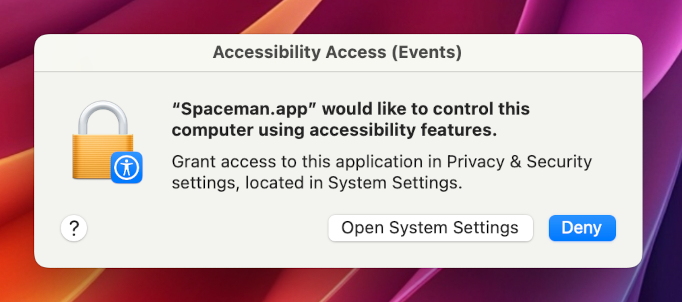 Accessibility Access (Events)
“Spaceman.app” would like to control this
computer using accessibility features.
Grant access to this application in Privacy & Security
settings, located in System Settings.
?
Open System Settings
Deny